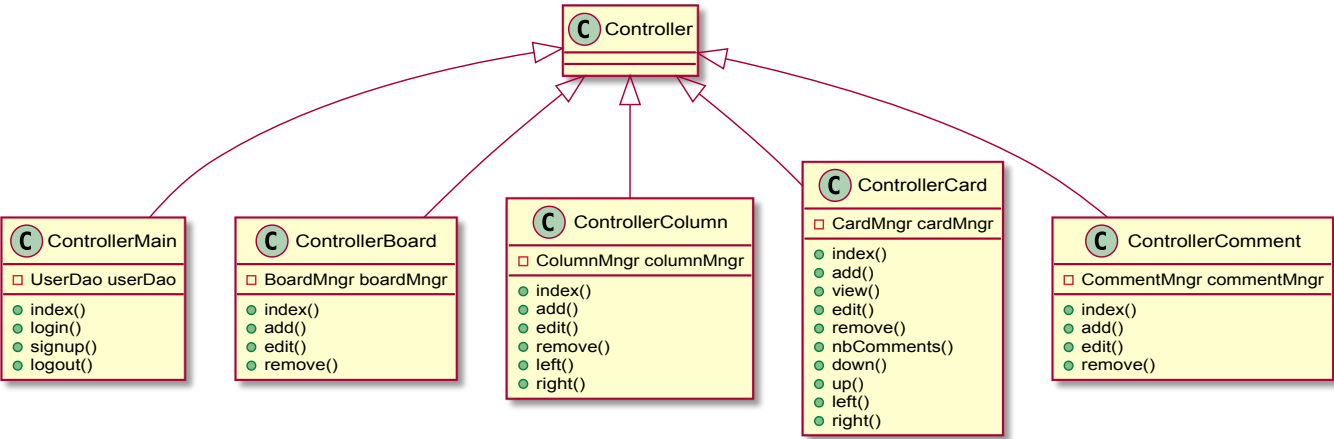 C Controller
C ControllerMain
UserDao userDao
index()
login()
signup()
logout()
C ControllerBoard
BoardMngr boardMngr
index()
add()
edit()
remove()
C ControllerColumn
ColumnMngr columnMngr
index()
add()
edit()
remove()
left()
right()
C ControllerCard
CardMngr cardMngr
index()
add()
view()
edit()
remove()
nbComments()
down()
up()
left()
right()
C ControllerComment
CommentMngr commentMngr
index()
add()
edit()
remove()